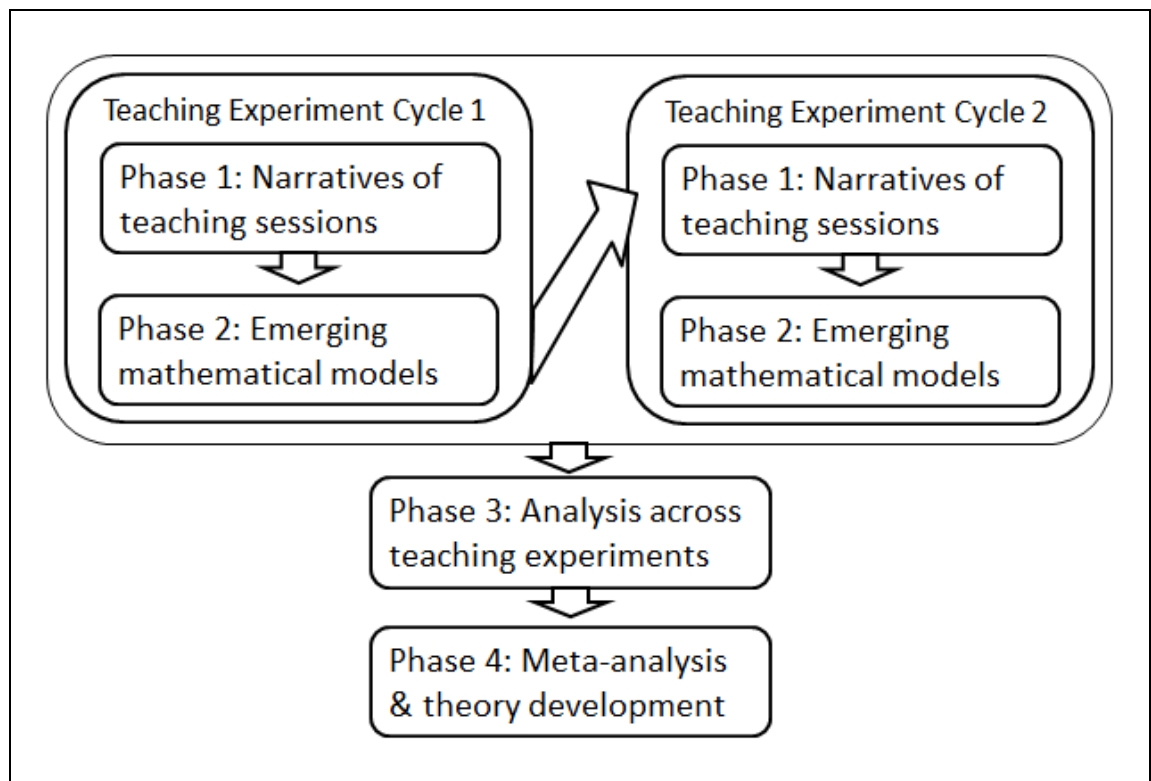 Teaching Experiment Cycle 1
Phase 1: Narratives of
teaching sessions
Phase 2: Emerging
mathematical models
Teaching Experiment Cycle 2
Phase 1: Narratives of
teaching sessions
Phase 2: Emerging
mathematical models
Phase 3: Analysis across
teaching experiments
Phase 4: Meta-analysis
& theory development